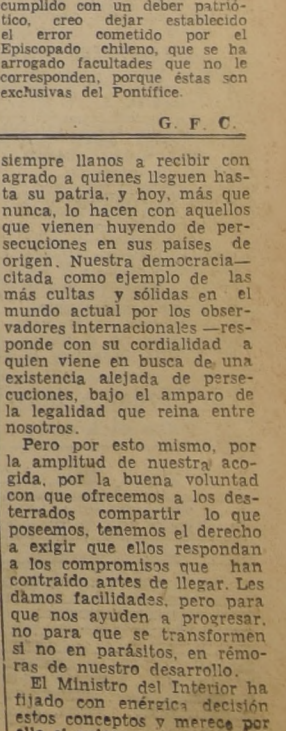 cumplido con un deber patrió-
tico, creo dejar establecido
el error cometido por el
Episcopado chileno, que se ha
arrogado facultades que no le
corresponden, porque éstas son
exclusivas del Pontífice.
G. F. C.
siempre llanos a recibir con
agrado a quienes lleguen has-
ta su patria, y hoy, más que
nunca, lo hacen con aquellos
que vienen huyendo de per-
secuciones en sus países de
origen. Nuestra democracia—
citada como ejemplo de las
más cultas y sólidas en el
mundo actual por los obser-
vadores internacionales —res-
ponde con su cordialidad a
quien viene en busca de una
existencia alejada de perse-
cuciones, bajo el amparo de
la legalidad que reina entre
nosotros.
Pero por esto mismo, por
la amplitud de nuestra aco-
gida, por la buena voluntad
con que ofrecemos a los des-
terrados compartir lo que
poseemos, tenemos el derecho
a exigir que ellos respondan
a los compromisos que han
contraído antes de llegar. Les
damos facilidades, pero para
que nos ayuden a progresar,
no para que se transformen
si no en parásitos, en rémo-
ras de nuestro desarrollo.
El Ministro del Interior ha
fijado con enérgica decisión
estos conceptos y merece por